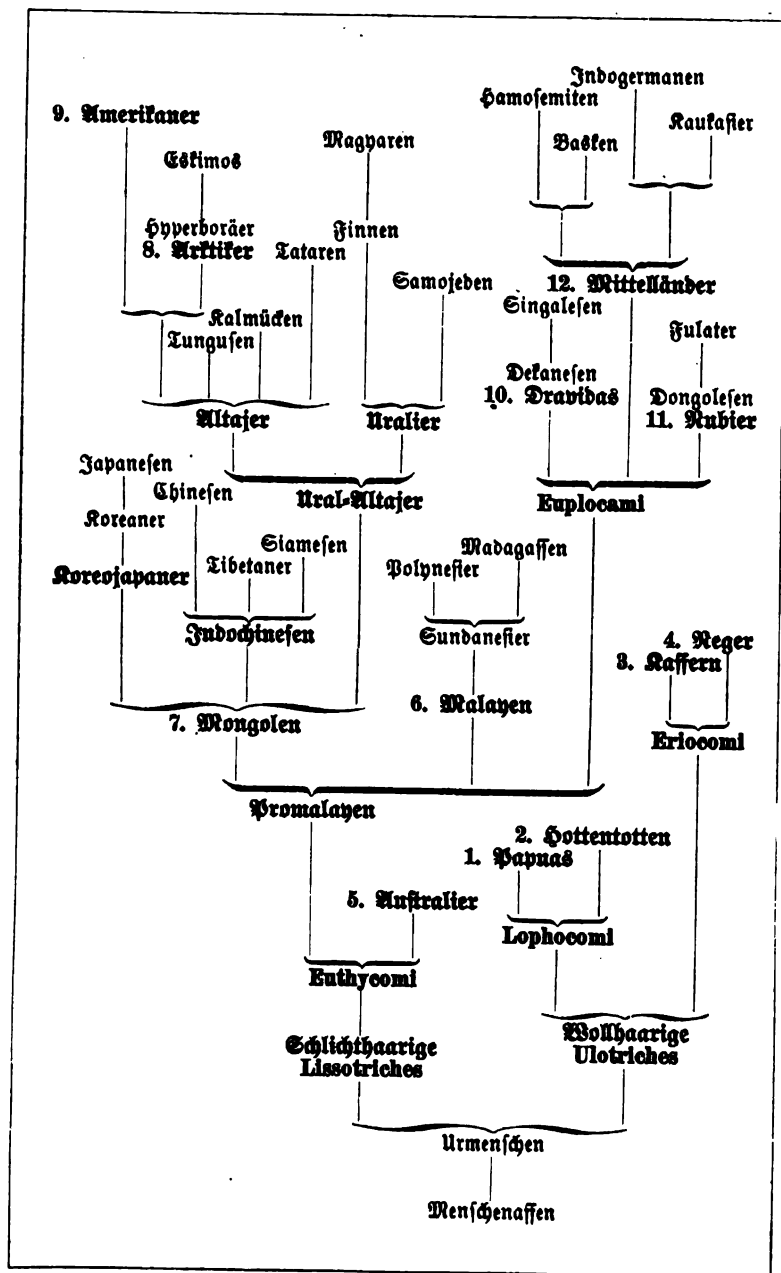 Indogermanen
Hamosemiten
Kaukasier
9. Amerikaner
Magyaren
Basken
Eskimos
Hyperboräer
8. Arktiker
Finnen
Tataren
12. Mittelländer
Samojeden
Singalesen
Kalmücken
Tungusen
Fulater
Dekanesen
10. Dravidas
Dongolesen
11. Nubier
Altajer
Uralier
Japanesen
Chinesen
Ural-Altajer
Euplocami
Koreaner
Siamesen
Madagassen
Tibetaner
Polynesier
Koreojapaner
Indochinesen
Sundanesier
4. Neger
3. Kaffern
6. Malayen
7. Mongolen
Eriocomi
Promalayen
2. Hottentotten
1. Papuas
5. Australier
Lophocomi
Euthycomi
Schlichthaarige
Lissotriches
Wollhaarige
Ulotriches
Urmenschen
Menschenaffen